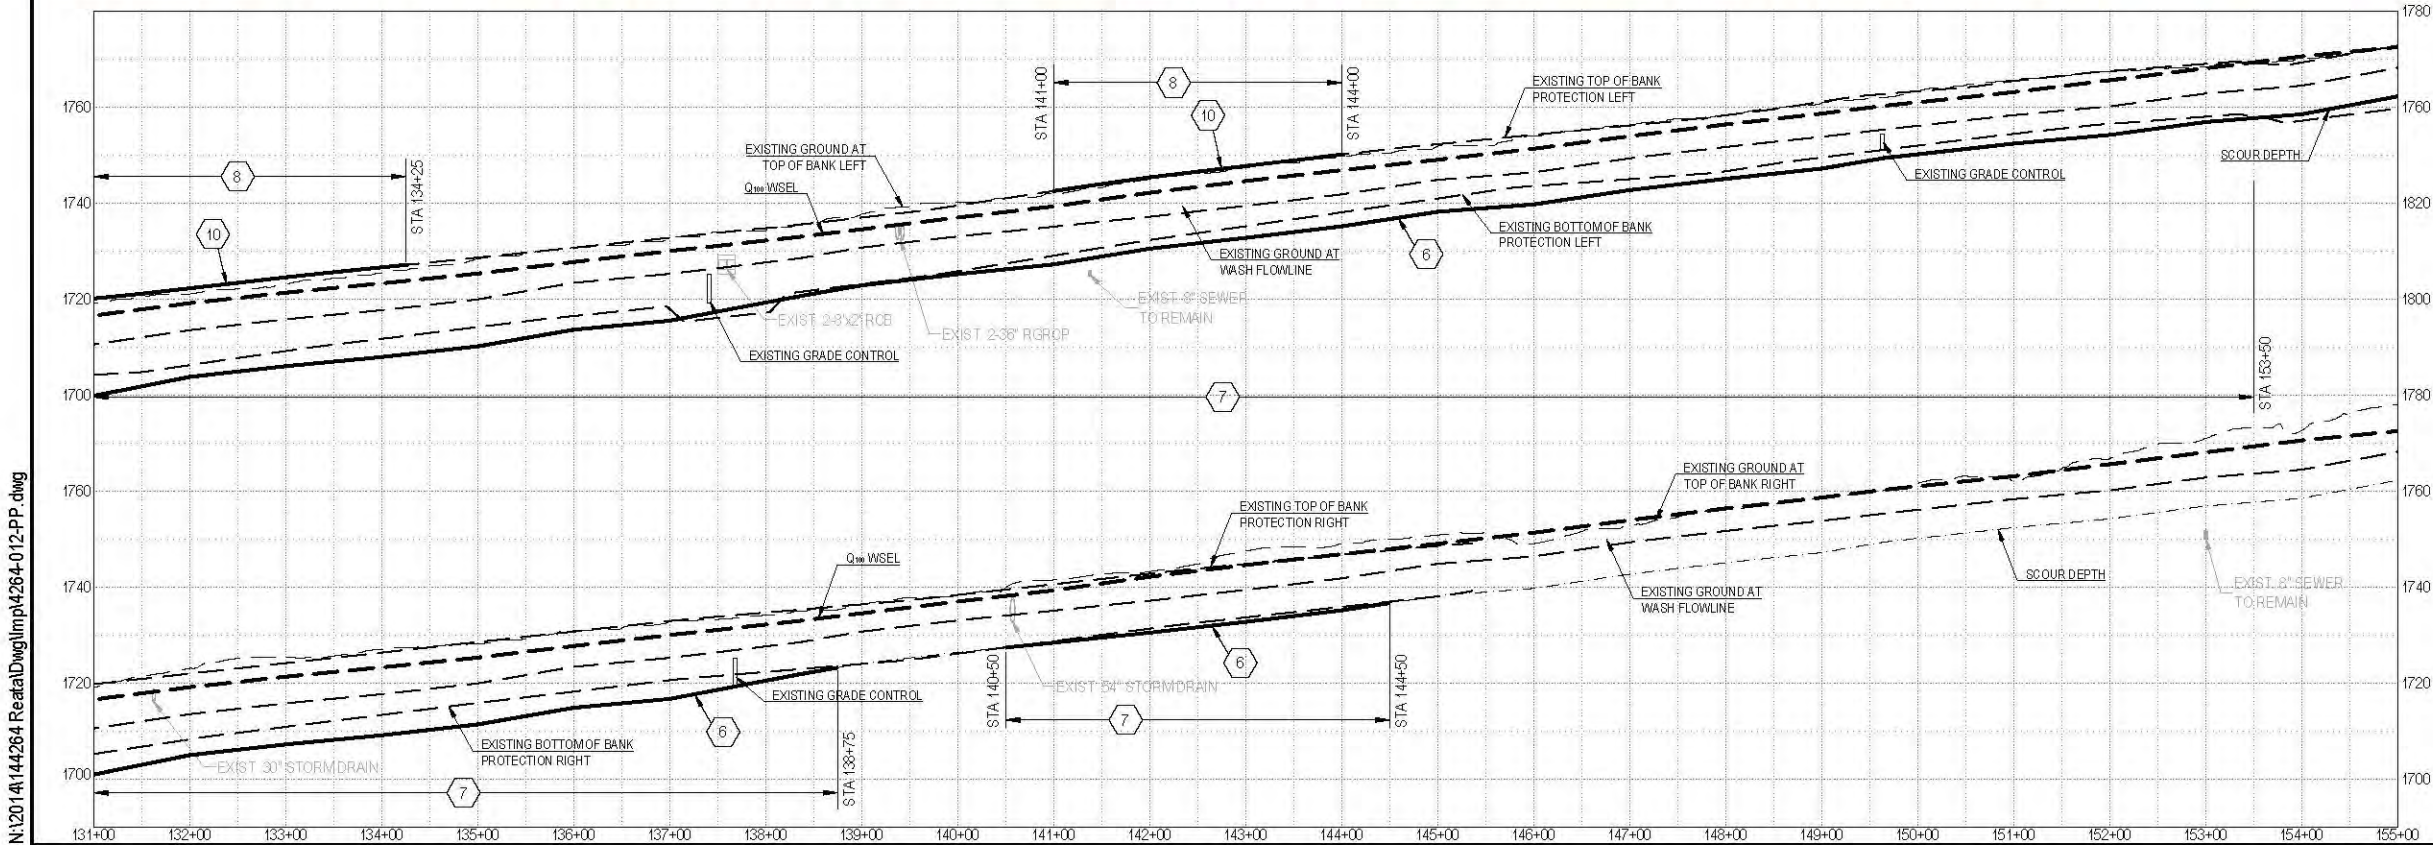 1780
STA 141+00
8
STA 144+00
EXISTING TOP OF BANK
PROTECTION LEFT
1760
1760
10
EXISTING GROUND AT
TOP OF BANK LEFT
8
STA 134+25
Q100 WSEL
SCOUR DEPTH
EXISTING GRADE CONTROL
1740
1820
10
EXISTING BOTTOM OF BANK
PROTECTION LEFT
EXISTING GROUND AT
WASH FLOWLINE
6
1720
1800
EXIST. 8" SEWER
TO REMAIN
EXIST. 2-3'x2' RCB
EXIST. 2-36" RGRCP
EXISTING GRADE CONTROL
STA 153+50
1700
1780
7
N:\2014\144264 Reata\Dwg\Imp\4264-012-PP.dwg
EXISTING GROUND AT
TOP OF BANK RIGHT
1760
1760
EXISTING TOP OF BANK
PROTECTION RIGHT
Q100 WSEL
SCOUR DEPTH
EXIST. 8" SEWER
TO REMAIN
1740
1740
EXISTING GROUND AT
WASH FLOWLINE
6
1720
1720
EXISTING GRADE CONTROL
EXIST. 54" STORMDRAIN
STA 140+50
STA 144+50
7
6
EXISTING BOTTOM OF BANK
PROTECTION RIGHT
STA 138+75
EXIST. 30" STORMDRAIN
1700
1700
7
131+00 132+00 133+00 134+00 135+00 136+00 137+00 138+00 139+00 140+00 141+00 142+00 143+00 144+00 145+00 146+00 147+00 148+00 149+00 150+00 151+00 152+00 153+00 154+00 155+00